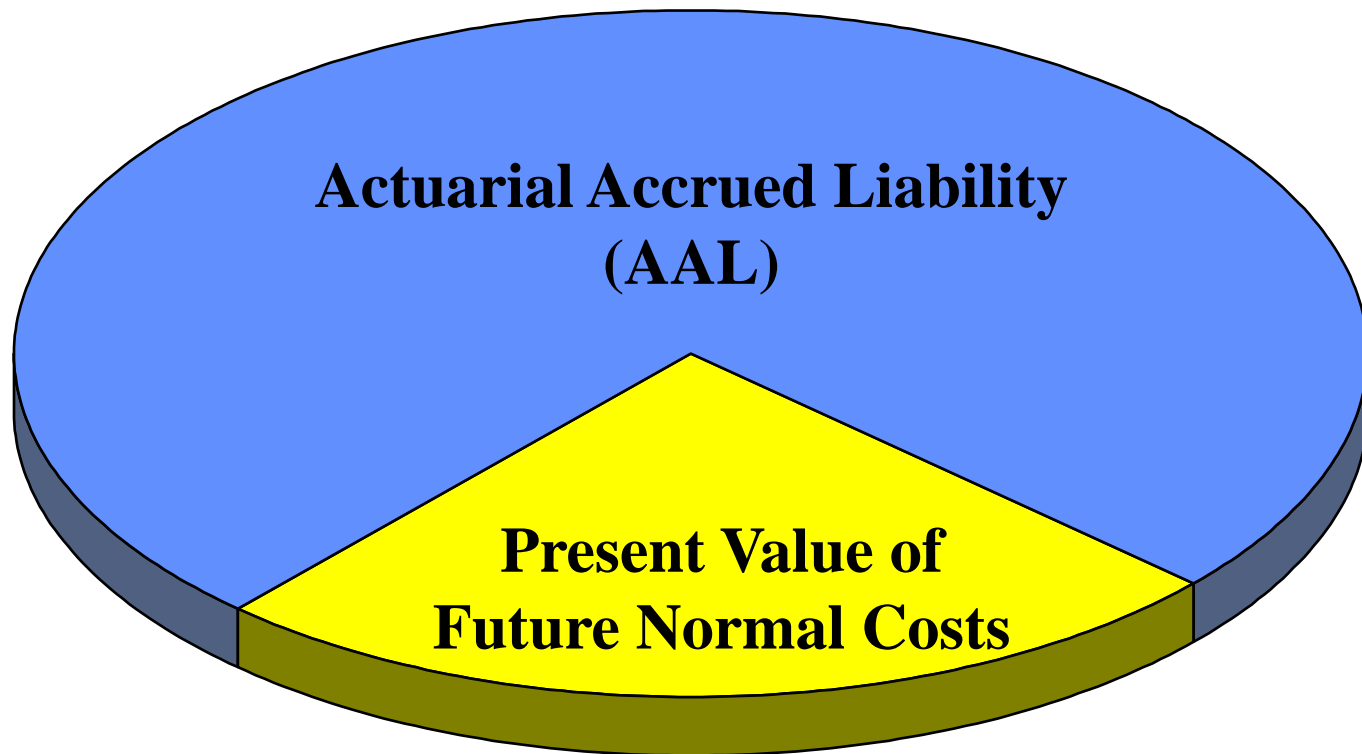 Actuarial Accrued Liability
(AAL)
Present Value of
Future Normal Costs